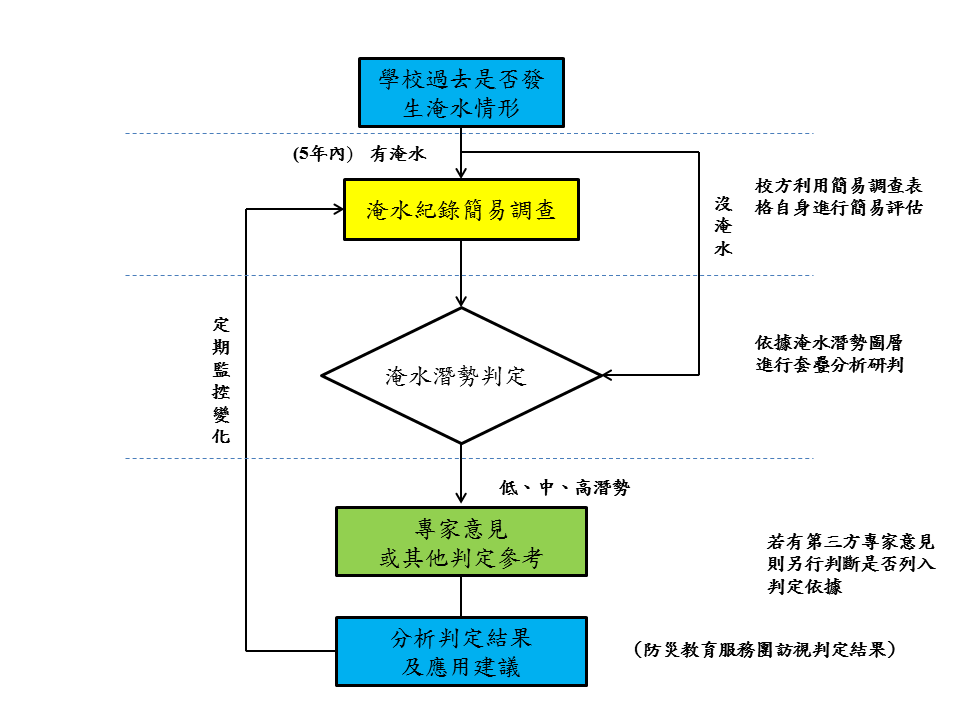 學校過去是否發
生淹水情形
(5年內) 有淹水
淹水紀錄簡易調查
校方利用簡易調查表
格自身進行簡易評估
沒淹水
定期監控變化
淹水潛勢判定
依據淹水潛勢圖層
進行套疊分析研判
低、中、高潛勢
專家意見
或其他判定參考
若有第三方專家意見
則另行判斷是否列入
判定依據
分析判定結果
及應用建議
(防災教育服務團訪視判定結果)